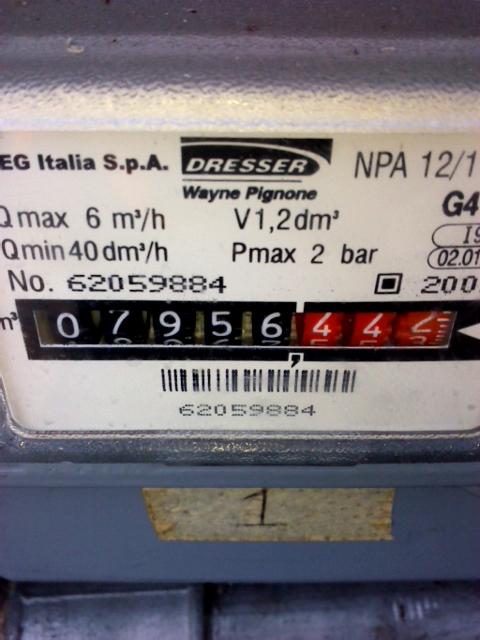 EG Italia S.p.A.
DRESSER
Wayne Pignone
NPA 12/1
G4
Qmax 6 m³/h
V1,2dm³
Qmin 40 dm³/h
Pmax 2 bar
02.01
No. 62059884
200
m³
07956,442
62059884
1